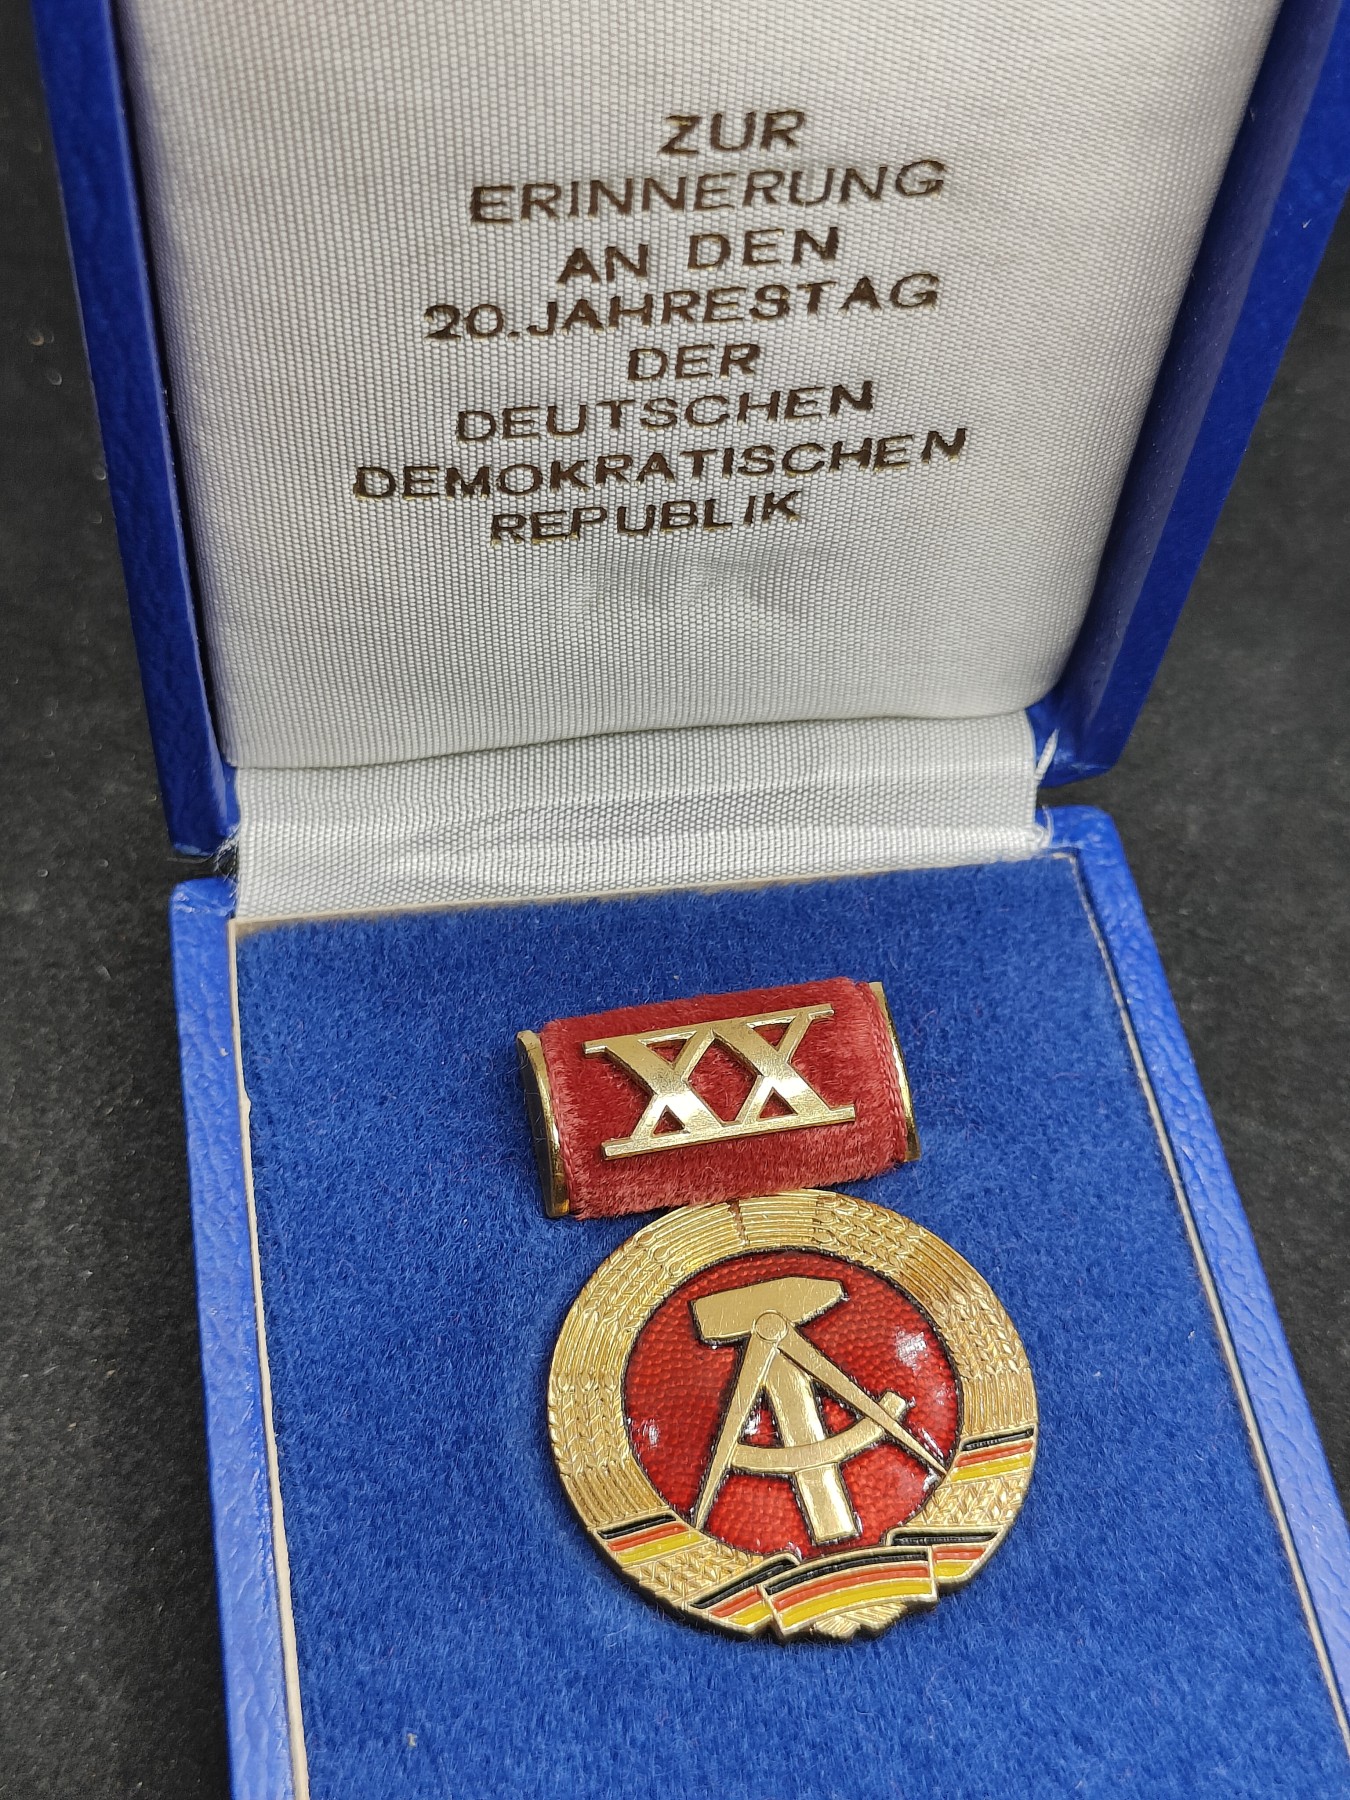 ZUR
ERINNERUNG
AN DEN
20. JAHRESTAG
DER
DEUTSCHEN
DEMOKRATISCHEN
REPUBLIK
XX